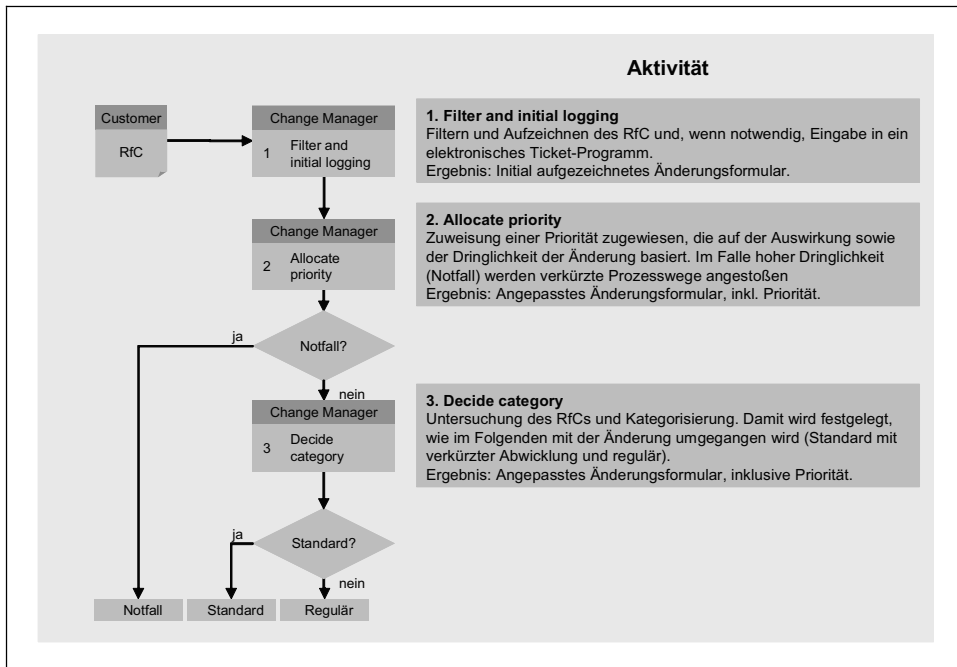 Aktivität
Customer
RfC
Change Manager
1 Filter and
initial logging
1. Filter and initial logging
Filtern und Aufzeichnen des RfC und, wenn notwendig, Eingabe in ein
elektronisches Ticket-Programm.
Ergebnis: Initial aufgezeichnetes Änderungsformular.
Change Manager
2 Allocate
priority
2. Allocate priority
Zuweisung einer Priorität zugewiesen, die auf der Auswirkung sowie
der Dringlichkeit der Änderung basiert. Im Falle hoher Dringlichkeit
(Notfall) werden verkürzte Prozesswege angestoßen
Ergebnis: Angepasstes Änderungsformular, inkl. Priorität.
ja
Notfall?
nein
Change Manager
3 Decide
category
3. Decide category
Untersuchung des RfCs und Kategorisierung. Damit wird festgelegt,
wie im Folgenden mit der Änderung umgegangen wird (Standard mit
verkürzter Abwicklung und regulär).
Ergebnis: Angepasstes Änderungsformular, inklusive Priorität.
ja
Standard?
nein
Notfall
Standard
Regulär